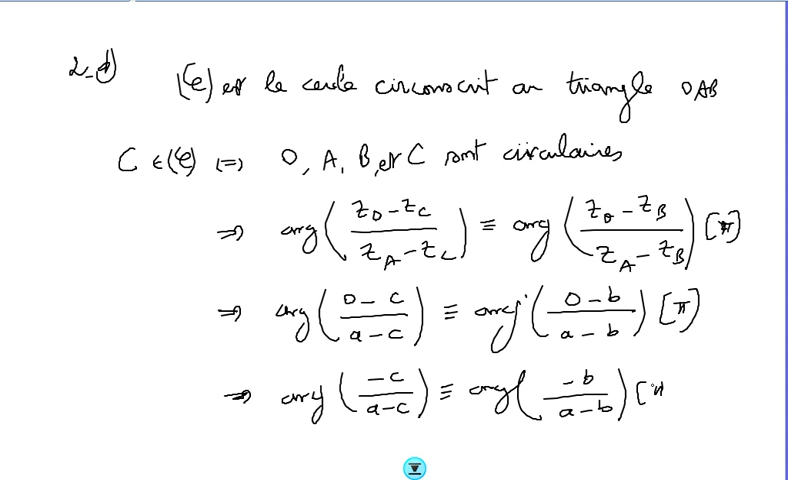 2-d) (C) est le cercle circonscrit au triangle OAB
C ∈ (C) <=> O, A, B, et C sont circulaires
=> arg( (z_O - z_C) / (z_A - z_C) ) ≡ arg( (z_O - z_B) / (z_A - z_B) ) [π]
=> arg( (0 - c) / (a - c) ) ≡ arg( (0 - b) / (a - b) ) [π]
=> arg( (-c) / (a - c) ) ≡ arg( (-b) / (a - b) ) [π